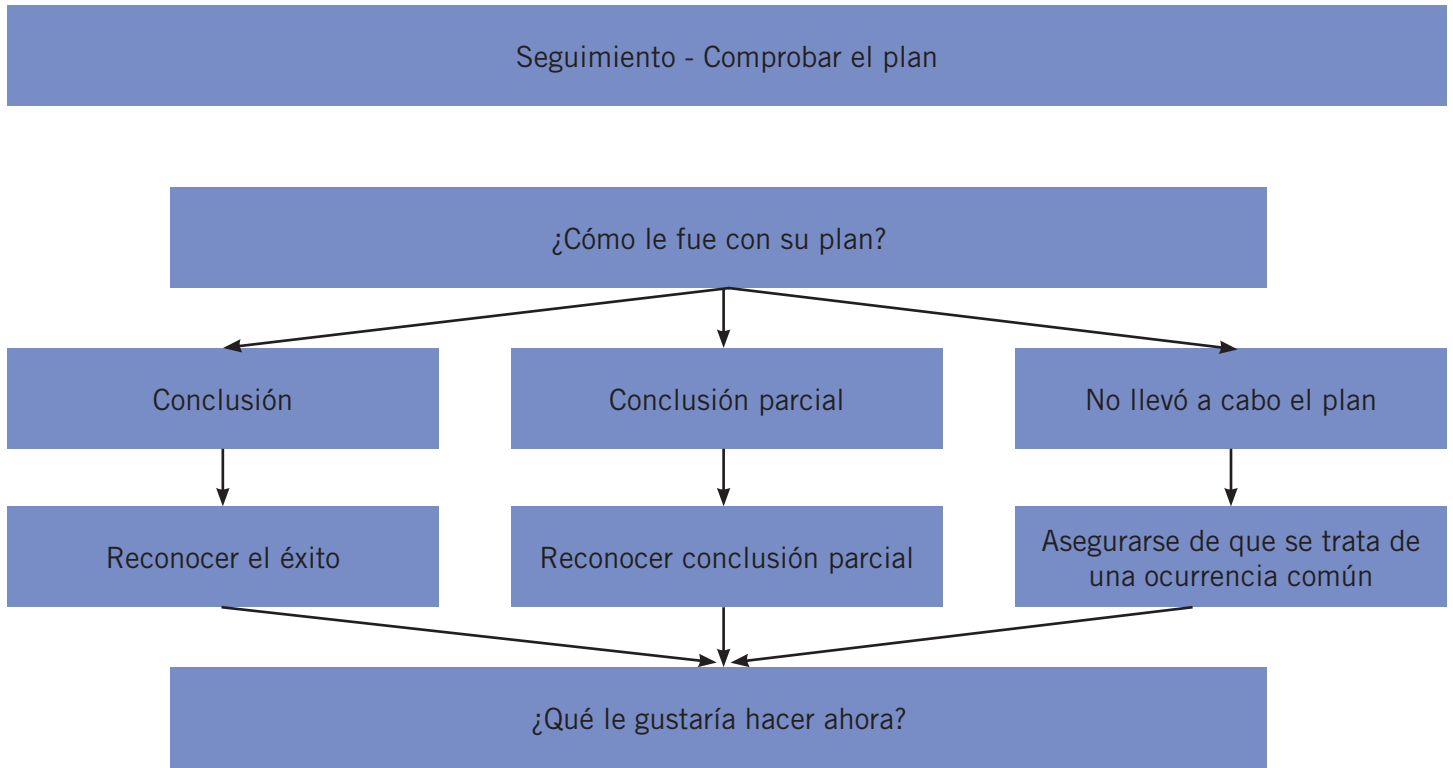 Seguimiento - Comprobar el plan
¿Cómo le fue con su plan?
Conclusión
Conclusión parcial
No llevó a cabo el plan
Reconocer el éxito
Reconocer conclusión parcial
Asegurarse de que se trata de
una ocurrencia común
¿Qué le gustaría hacer ahora?